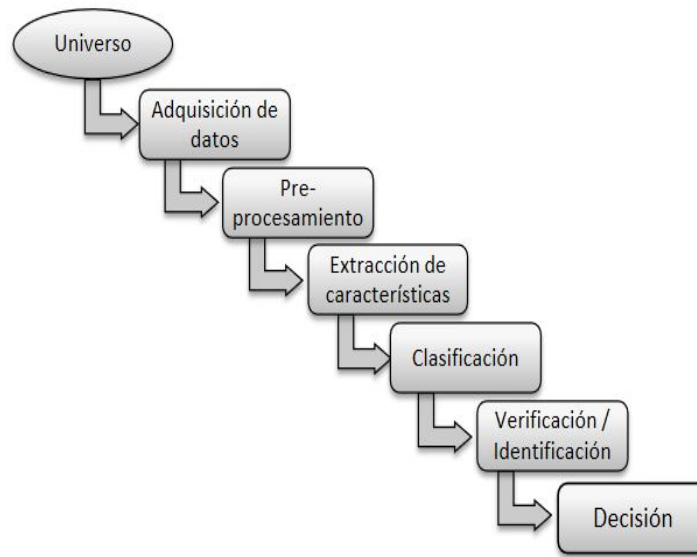 Universo
Adquisición de
datos
Pre-
procesamiento
Extracción de
características
Clasificación
Verificación /
Identificación
Decisión